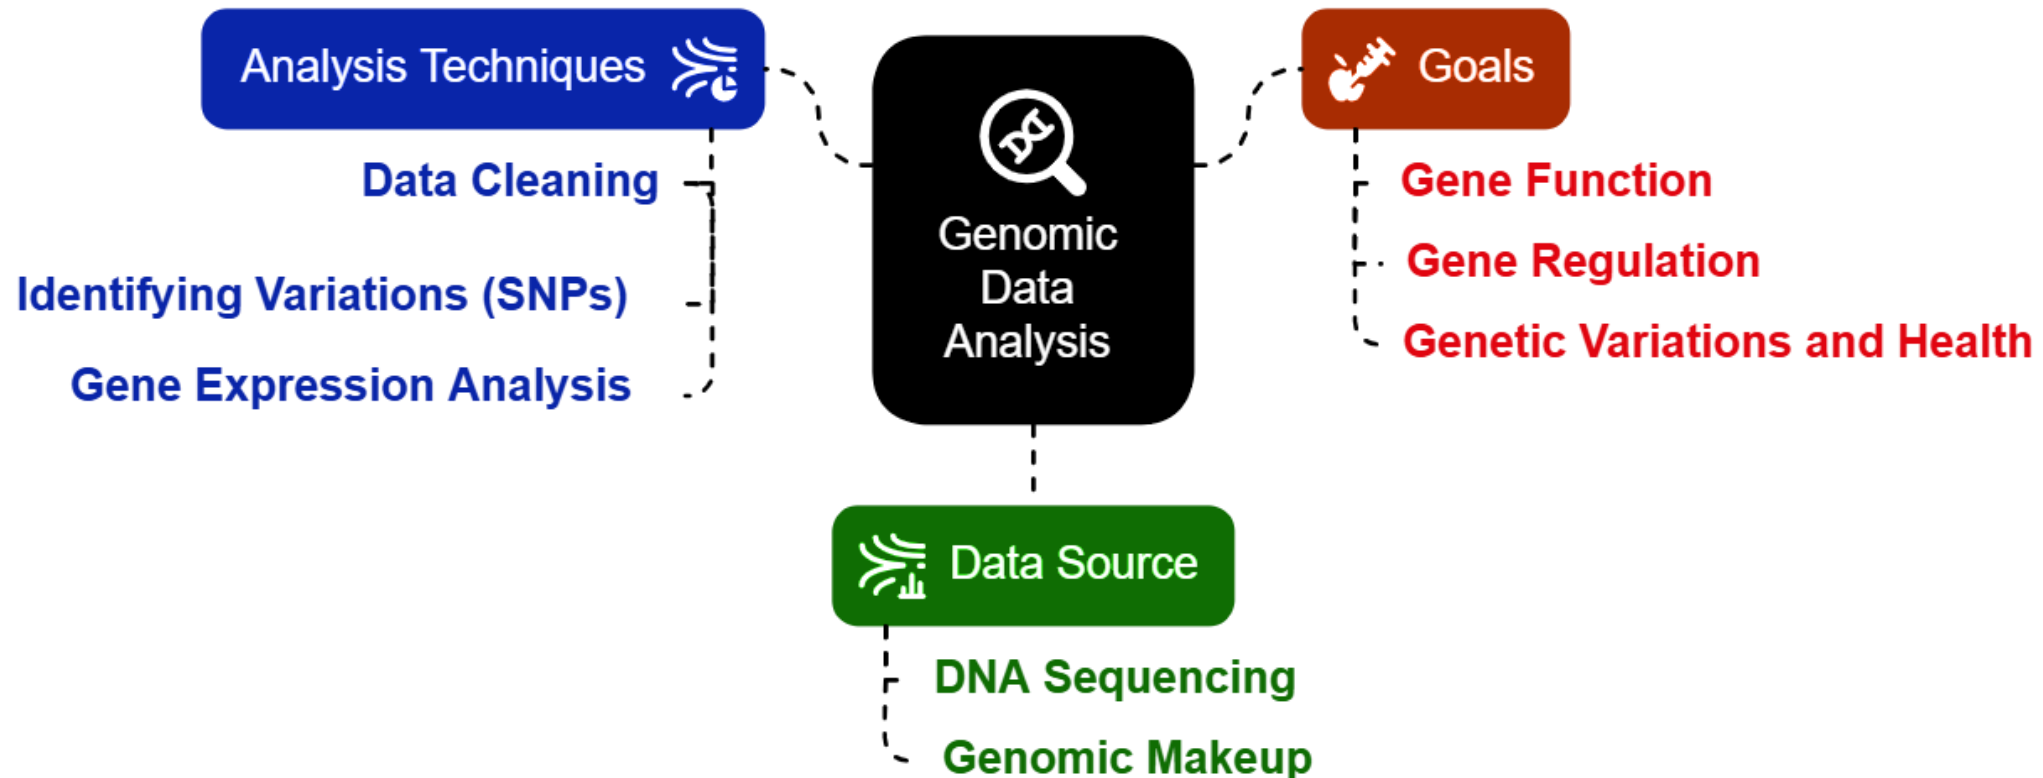 Analysis Techniques
Data Cleaning
Identifying Variations (SNPs)
Gene Expression Analysis
Genomic
Data
Analysis
Goals
Gene Function
Gene Regulation
Genetic Variations and Health
Data Source
DNA Sequencing
Genomic Makeup